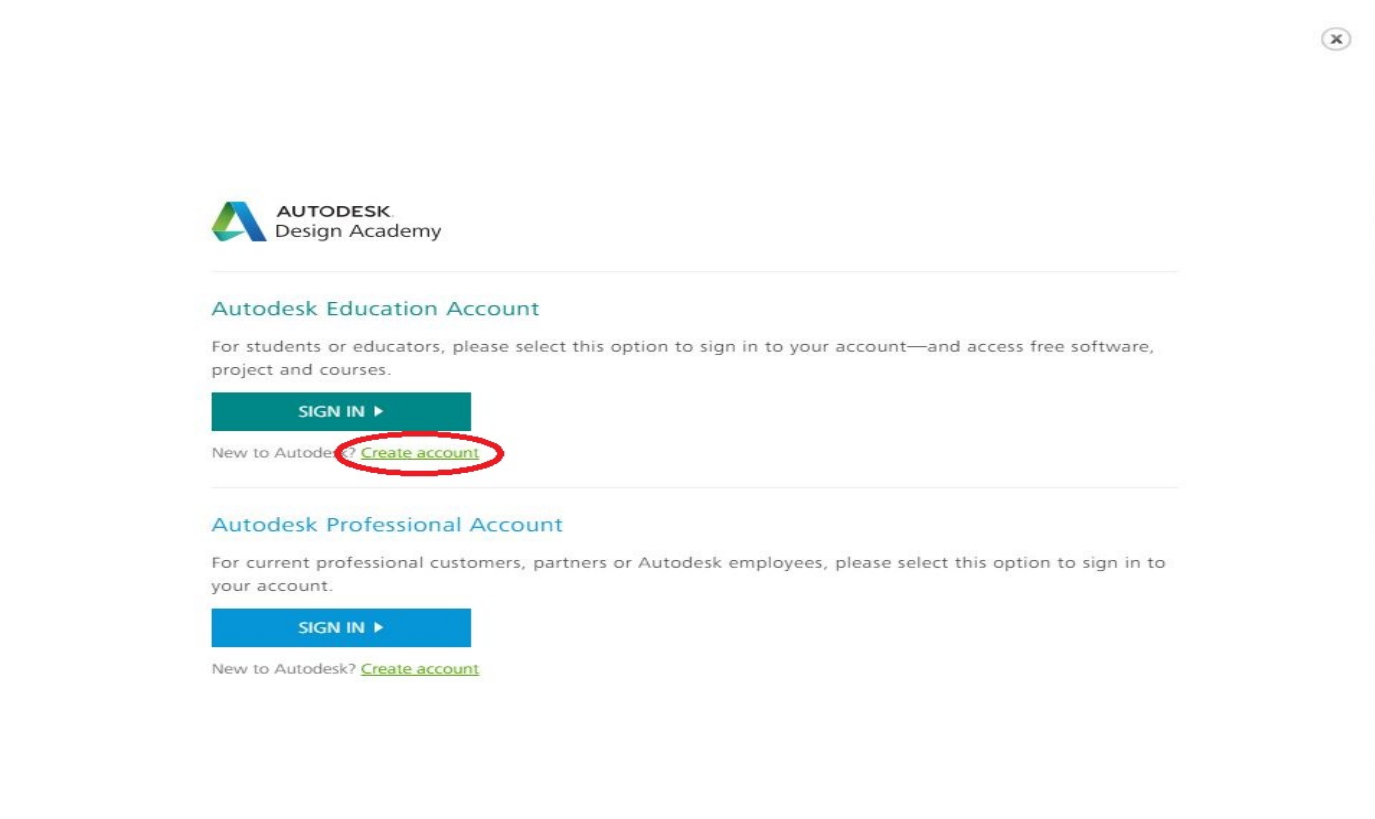 AUTODESK.
Design Academy
Autodesk Education Account
For students or educators, please select this option to sign in to your account—and access free software,
project and courses.
SIGN IN
New to Autodesk? Create account
Autodesk Professional Account
For current professional customers, partners or Autodesk employees, please select this option to sign in to
your account.
SIGN IN
New to Autodesk? Create account